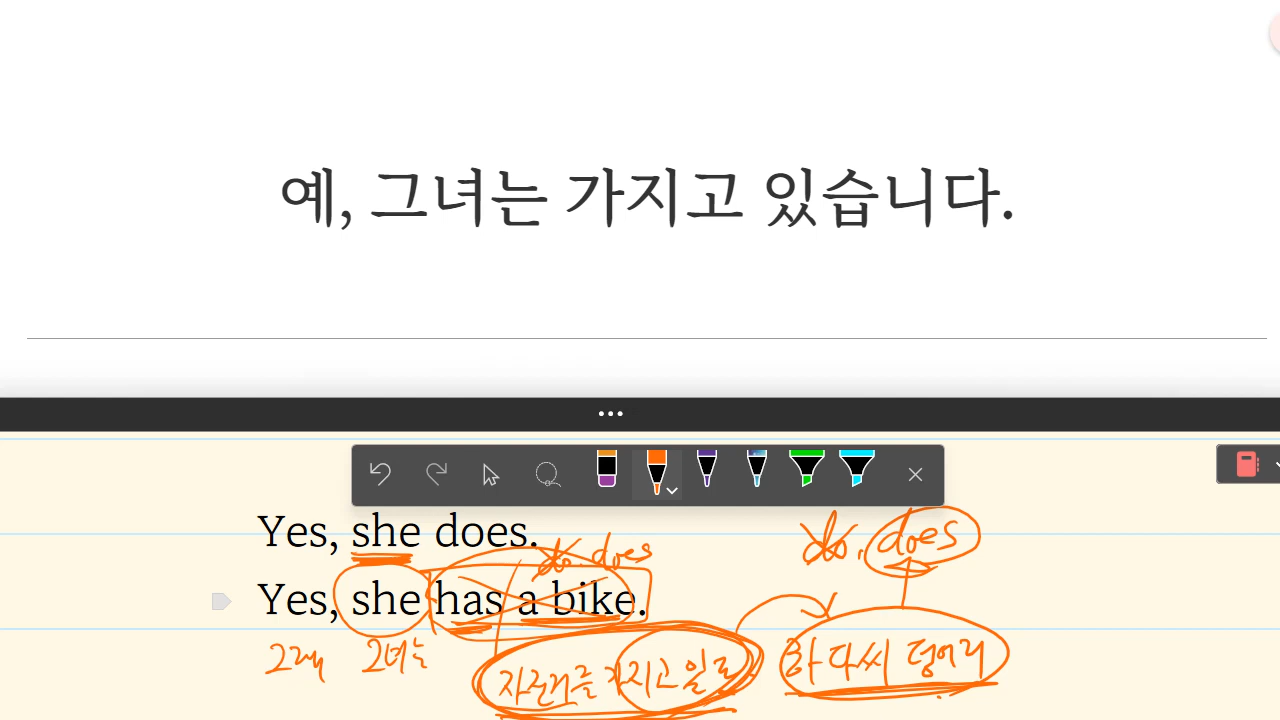 예, 그녀는 가지고 있습니다.
Yes, she does.
do, does
do, does
Yes, she has a bike.
그래 그녀는
자전거를 가지고 있
하 다씨 덩어리